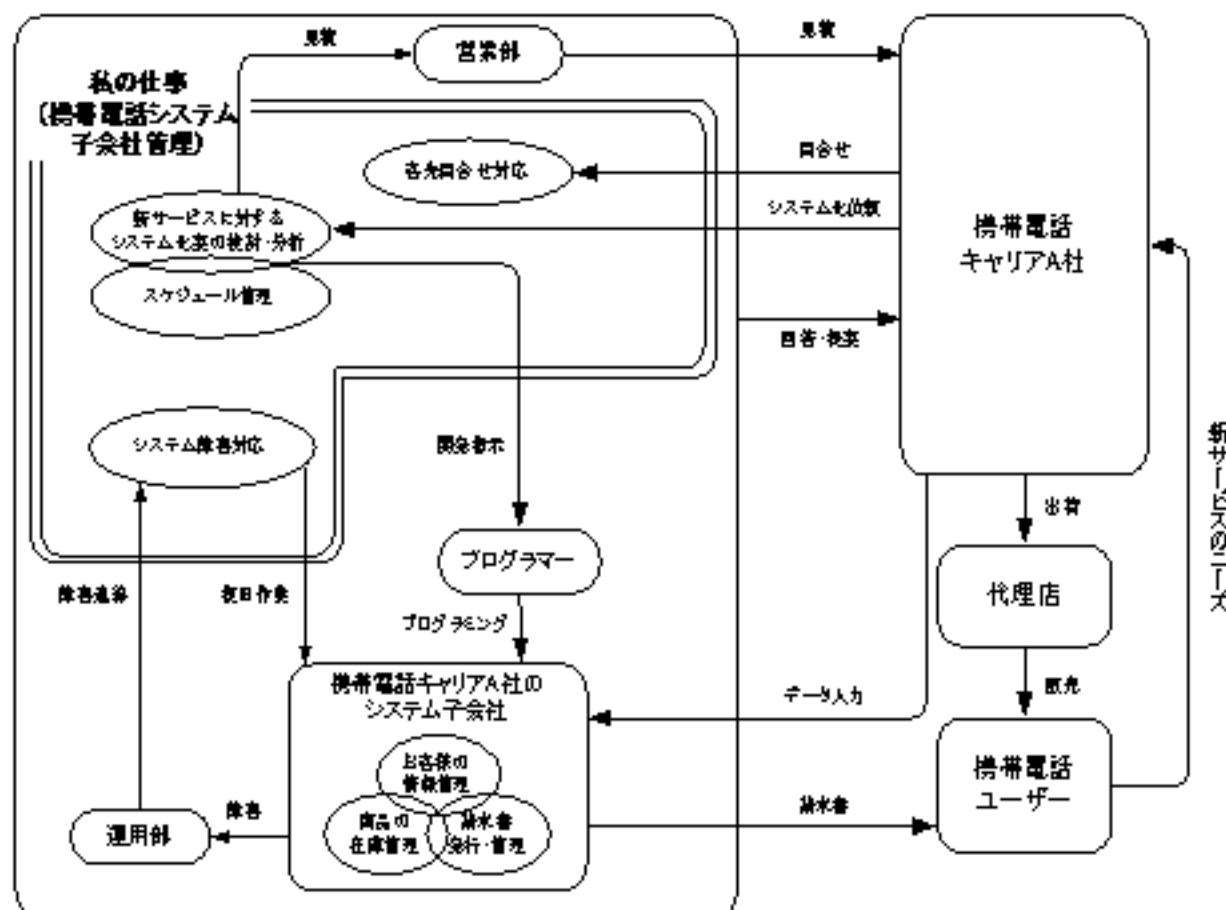 見積
営業部
見積
私の仕事
(携帯電話システム
子会社管理)
客先問合せ対応
問合せ
システム化依頼
新サービスに対する
システム化案の検討・分析
スケジュール管理
携帯電話
キャリアA社
回答・提案
システム障害対応
開発指示
新サービスのニーズ
出荷
プログラマー
代理店
障害連絡
復旧作業
プログラミング
販売
携帯電話キャリアA社の
システム子会社
データ入力
お客様の
情報管理
携帯電話
ユーザー
商品の
在庫管理
請求書
発行・管理
障害
運用部
請求書